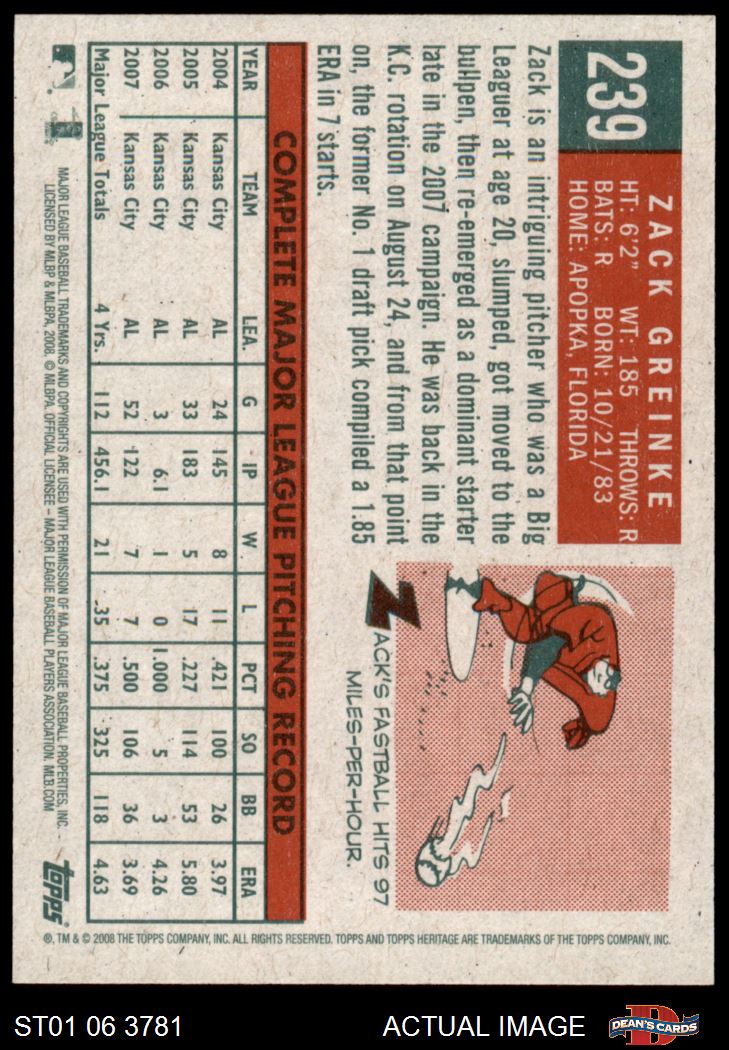 239
ZACK GREINKE
HT: 6'2" WT: 185 THROWS: R
BATS: R BORN: 10/21/83
HOME: APOPKA, FLORIDA
Zack is an intriguing pitcher who was a Big
Leaguer at age 20, slumped, got moved to the
bullpen, then re-emerged as a dominant starter
late in the 2007 campaign. He was back in the
K.C. rotation on August 24, and from that point
on, the former No. 1 draft pick compiled a 1.85
ERA in 7 starts.
ZACK'S FASTBALL HITS 97
MILES-PER-HOUR.
COMPLETE MAJOR LEAGUE PITCHING RECORD
YEAR TEAM LEA. G IP W L PCT SO BB ERA
2004 Kansas City AL 24 145 8 11 .421 100 26 3.97
2005 Kansas City AL 33 183 5 17 .227 114 53 5.80
2006 Kansas City AL 3 6.1 1 0 1.000 5 3 4.26
2007 Kansas City AL 52 122 7 7 .500 106 36 3.69
Major League Totals 4 Yrs. 112 456.1 21 .35 .375 325 118 4.63
MAJOR LEAGUE BASEBALL TRADEMARKS AND COPYRIGHTS ARE USED WITH PERMISSION OF MAJOR LEAGUE BASEBALL PROPERTIES, INC.
LICENSED BY MLBP & MLBPA, 2008. © MLBPA. OFFICIAL LICENSEE – MAJOR LEAGUE BASEBALL PLAYERS ASSOCIATION. MLB.COM
topps
®, TM & © 2008 THE TOPPS COMPANY, INC. ALL RIGHTS RESERVED. TOPPS AND TOPPS HERITAGE ARE TRADEMARKS OF THE TOPPS COMPANY, INC.
ST01 06 3781 ACTUAL IMAGE
DEAN'S CARDS